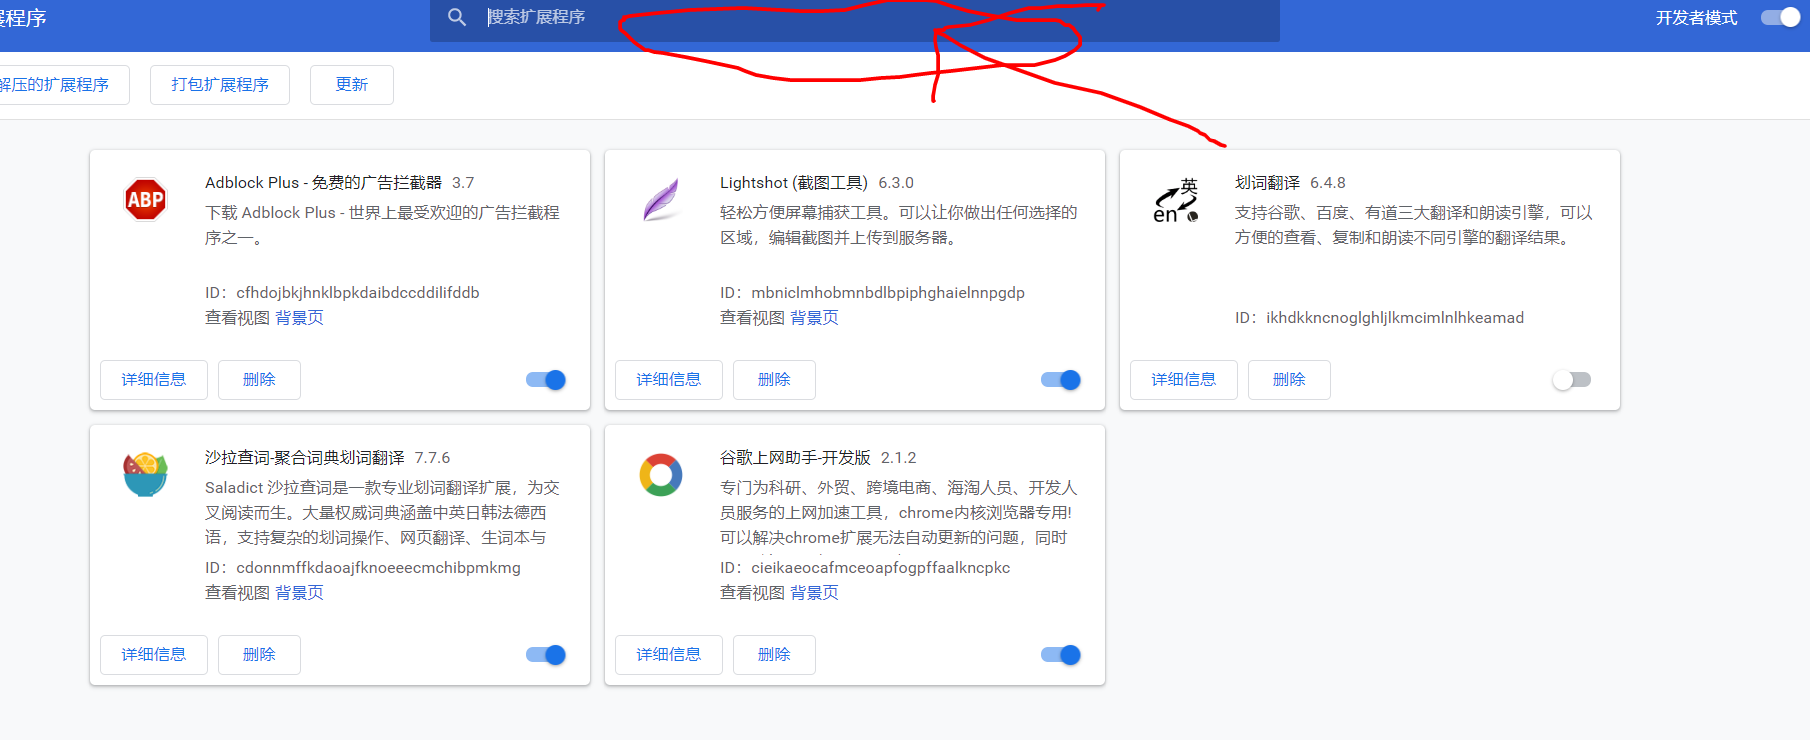 展程序
搜索扩展程序
开发者模式
解压的扩展程序
打包扩展程序
更新
ABP
Adblock Plus - 免费的广告拦截器 3.7
下载 Adblock Plus - 世界上最受欢迎的广告拦截程
序之一。
ID：cfhdojbkjhnklbpkdaibdccddilifddb
查看视图 背景页
详细信息
删除
Lightshot (截图工具) 6.3.0
轻松方便屏幕捕获工具。可以让你做出任何选择的
区域，编辑截图并上传到服务器。
ID：mbniclmhobmnbdlbpiphghaielnnpgdp
查看视图 背景页
详细信息
删除
英
en
划词翻译 6.4.8
支持谷歌、百度、有道三大翻译和朗读引擎，可以
方便的查看、复制和朗读不同引擎的翻译结果。
ID：ikhdkkncnoglghljlkmcimlnlhkeamad
详细信息
删除
沙拉查词-聚合词典划词翻译 7.7.6
Saladict 沙拉查词是一款专业划词翻译扩展，为交
叉阅读而生。大量权威词典涵盖中英日韩法德西
语，支持复杂的划词操作、网页翻译、生词本与
ID：cdonnmffkdaoajfknoeeecmchibpmkmg
查看视图 背景页
详细信息
删除
谷歌上网助手-开发版 2.1.2
专门为科研、外贸、跨境电商、海淘人员、开发人
员服务的上网加速工具，chrome内核浏览器专用!
可以解决chrome扩展无法自动更新的问题，同时
ID：cieikaeocafmceoapfogpffaalkncpkc
查看视图 背景页
详细信息
删除